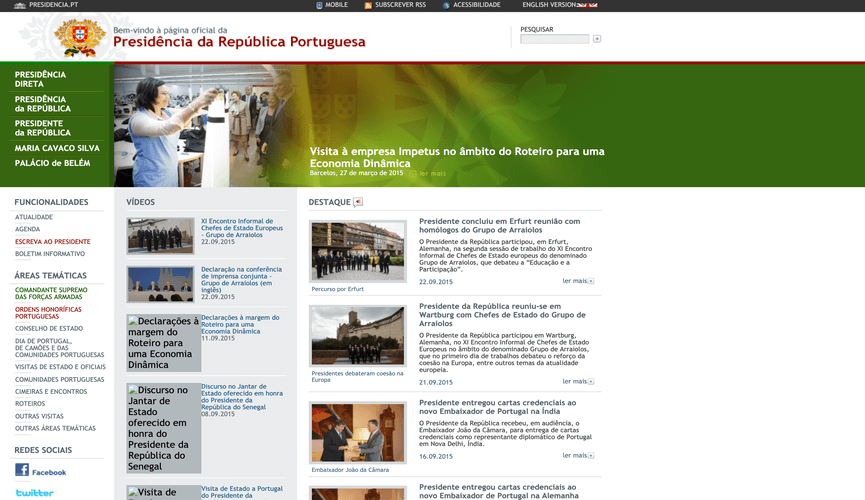 PRESIDENCIA.PT
MOBILE
SUBSCREVER RSS
ACESSIBILIDADE
ENGLISH VERSION
Bem-vindo à página oficial da
Presidência da República Portuguesa
PESQUISAR
PRESIDÊNCIA
DIRETA
PRESIDÊNCIA
da REPÚBLICA
PRESIDENTE
da REPÚBLICA
MARIA CAVACO SILVA
PALÁCIO de BELÉM
Visita à empresa Impetus no âmbito do Roteiro para uma
Economia Dinâmica
Barcelos, 27 de março de 2015
ler mais
FUNCIONALIDADES
ATUALIDADE
AGENDA
ESCREVA AO PRESIDENTE
BOLETIM INFORMATIVO
ÁREAS TEMÁTICAS
COMANDANTE SUPREMO
DAS FORÇAS ARMADAS
ORDENS HONORÍFICAS
PORTUGUESAS
CONSELHO DE ESTADO
DIA DE PORTUGAL,
DE CAMÕES E DAS
COMUNIDADES PORTUGUESAS
VISITAS DE ESTADO E OFICIAIS
COMUNIDADES PORTUGUESAS
CIMEIRAS E ENCONTROS
ROTEIROS
OUTRAS VISITAS
OUTRAS ÁREAS TEMÁTICAS
REDES SOCIAIS
Facebook
twitter
VÍDEOS
XI Encontro Informal de
Chefes de Estado Europeus
- Grupo de Arraiolos
22.09.2015
Declaração na conferência
de imprensa conjunta -
Grupo de Arraiolos (em
inglês)
22.09.2015
Declarações à
margem do
Roteiro para
uma Economia
Dinâmica
Declarações à margem do
Roteiro para uma
Economia Dinâmica
11.09.2015
Discurso no
Jantar de
Estado
oferecido em
honra do
Presidente da
República do
Senegal
Discurso no Jantar de
Estado oferecido em honra
do Presidente da
República do Senegal
08.09.2015
Visita de
Visita de Estado a Portugal
do Presidente da
DESTAQUE
Percurso por Erfurt
Presidente concluiu em Erfurt reunião com
homólogos do Grupo de Arraiolos
O Presidente da República participou, em Erfurt,
Alemanha, na segunda sessão de trabalho do XI Encontro
Informal de Chefes de Estado europeus do denominado
Grupo de Arraiolos, que debateu a “Educação e a
Participação”.
22.09.2015
ler mais
Presidentes debateram coesão na
Europa
Presidente da República reuniu-se em
Wartburg com Chefes de Estado do Grupo de
Arraiolos
O Presidente da República participou em Wartburg,
Alemanha, no XI Encontro Informal de Chefes de Estado
Europeus no âmbito do denominado Grupo de Arraiolos,
que no primeiro dia de trabalhos debateu o reforço da
coesão na Europa, entre outros temas da atualidade
europeia.
21.09.2015
ler mais
Embaixador João da Câmara
Presidente entregou cartas credenciais ao
novo Embaixador de Portugal na Índia
O Presidente da República recebeu, em audiência, o
Embaixador João da Câmara, para entrega de cartas
credenciais como representante diplomático de Portugal
em Nova Delhi, Índia.
16.09.2015
ler mais
Presidente entregou cartas credenciais ao
novo Embaixador de Portugal na Alemanha